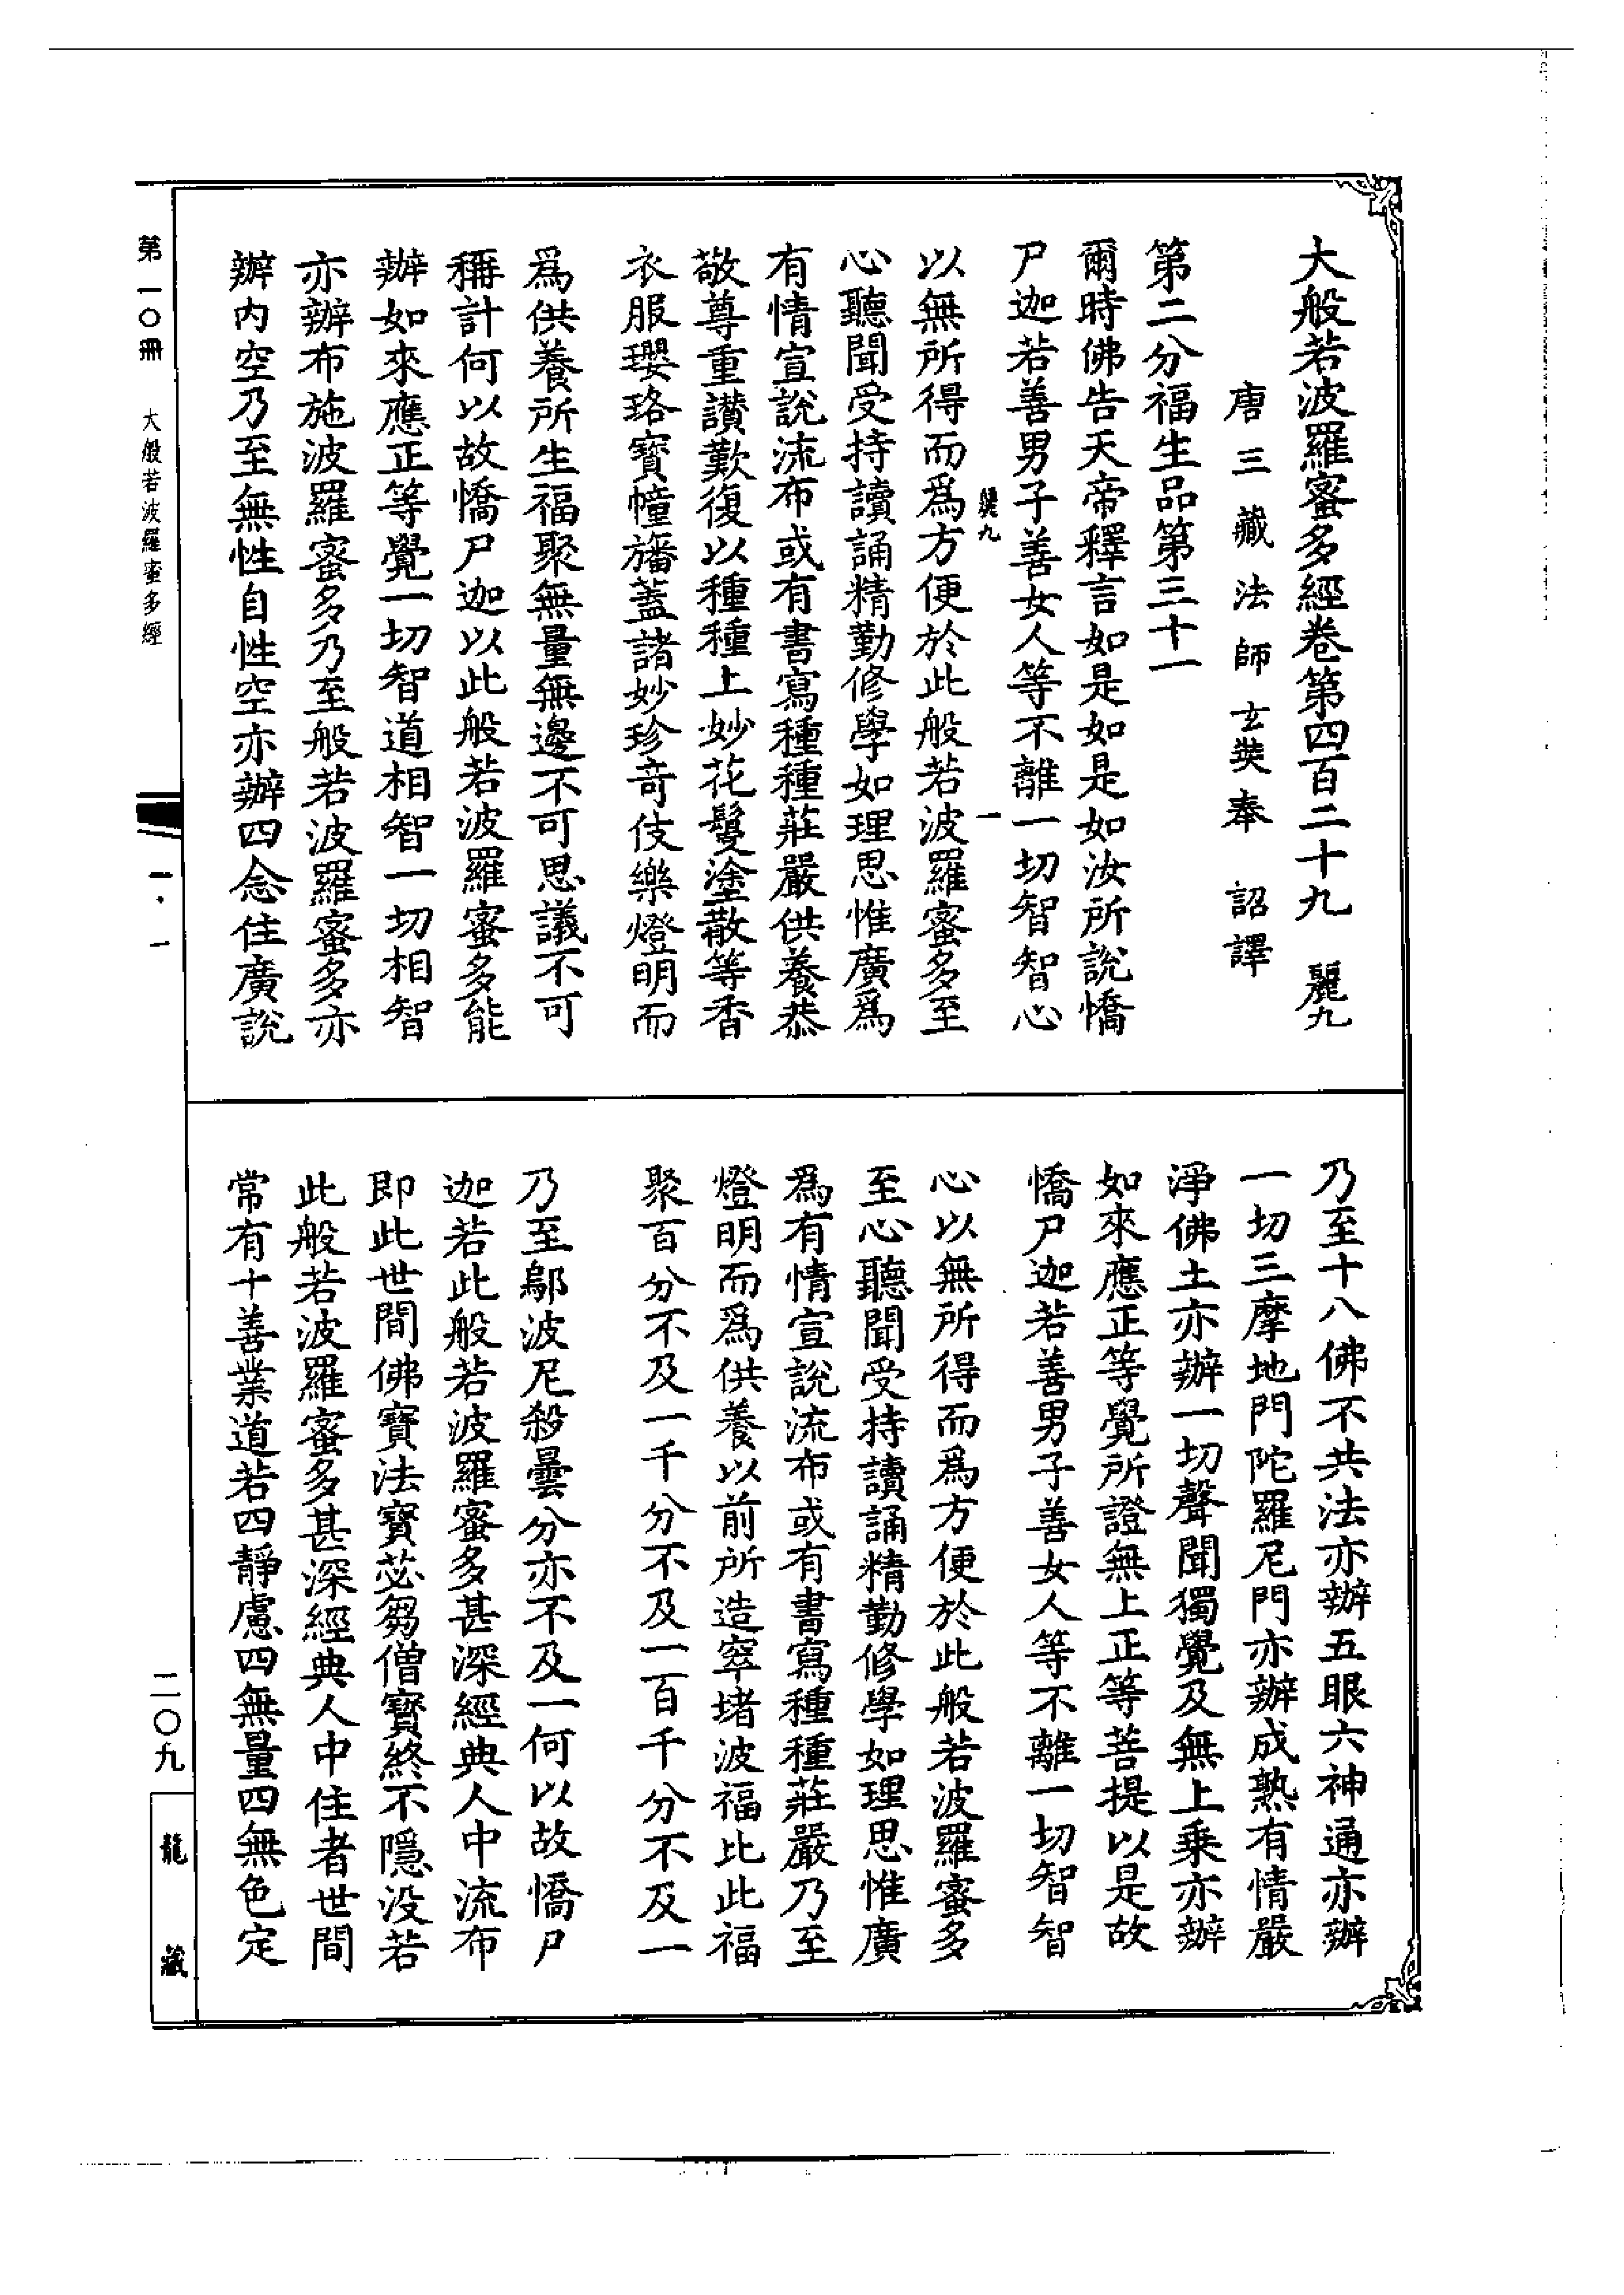 大般若波羅蜜多經卷第四百二十九　麗九
唐三藏法師玄奘奉　詔譯
第二分福生品第三十一
爾時佛告天帝釋言如是如是如汝所說憍
尸迦若善男子善女人等不離一切智智心
以無所得而爲方便於此般若波羅蜜多至
心聽聞受持讀誦精勤修學如理思惟廣爲
有情宣說流布或有書寫種種莊嚴供養恭
敬尊重讃歎復以種種上妙花鬘塗散等香
衣服瓔珞寶幢旛蓋諸妙珍奇伎樂燈明而
爲供養所生福聚無量無邊不可思議不可
稱計何以故憍尸迦以此般若波羅蜜多能
辦如來應正等覺一切智道相智一切相智
亦辦布施波羅蜜多乃至般若波羅蜜多亦
辦內空乃至無性自性空亦辦四念住廣說
乃至十八佛不共法亦辦五眼六神通亦辦
一切三摩地門陀羅尼門亦辦成熟有情嚴
淨佛土亦辦一切聲聞獨覺及無上乘亦辦
如來應正等覺所證無上正等菩提以是故
憍尸迦若善男子善女人等不離一切智智
心以無所得而爲方便於此般若波羅蜜多
至心聽聞受持讀誦精勤修學如理思惟廣
爲有情宣說流布或有書寫種種莊嚴乃至
燈明而爲供養以前所造窣堵波福比此福
聚百分不及一千分不及一百千分不及一
乃至鄔波尼殺曇分亦不及一何以故憍尸
迦若此般若波羅蜜多甚深經典人中流布
即此世間佛寶法寶苾芻僧寶終不隱沒若
此般若波羅蜜多甚深經典人中住者世間
常有十善業道若四靜慮四無量四無色定
第一〇冊　大般若波羅蜜多經
一·一
二〇九
龍藏